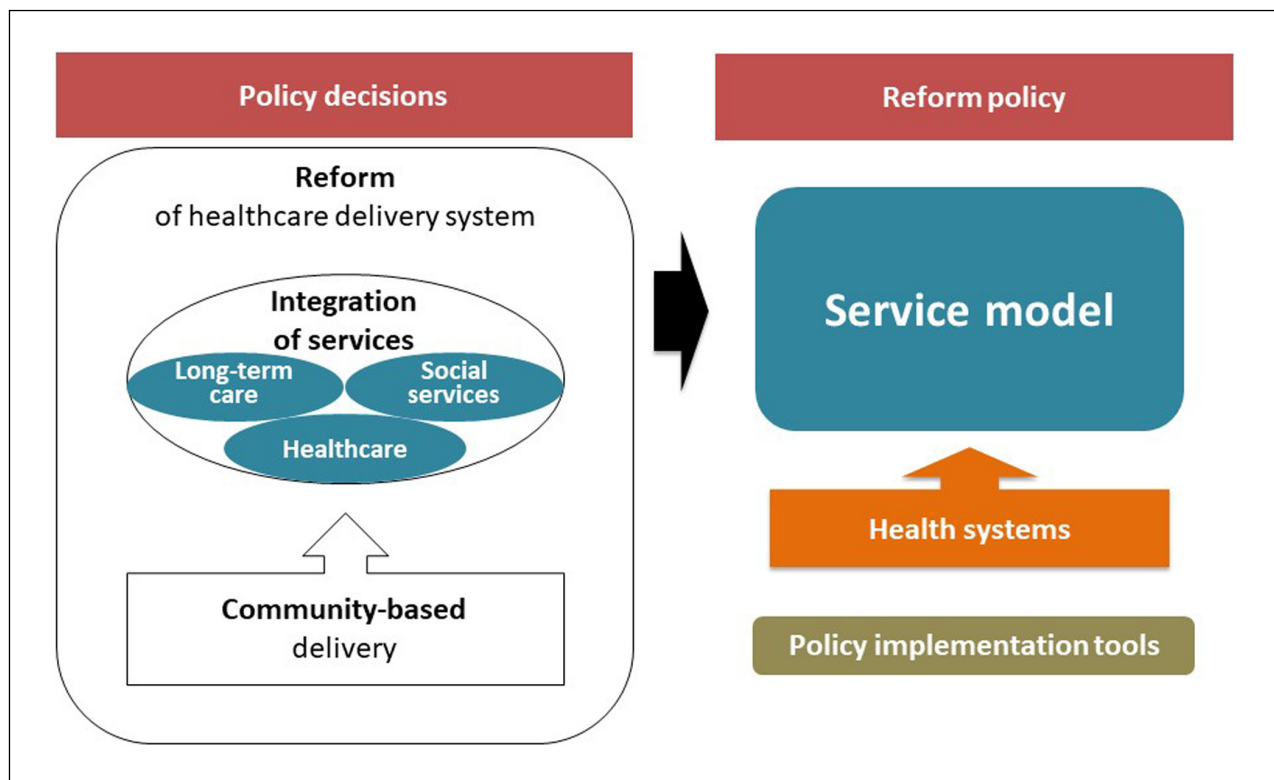 Policy decisions
Reform
of healthcare delivery system
Integration
of services
Long-term
care
Social
services
Healthcare
Community-based
delivery
Reform policy
Service model
Health systems
Policy implementation tools